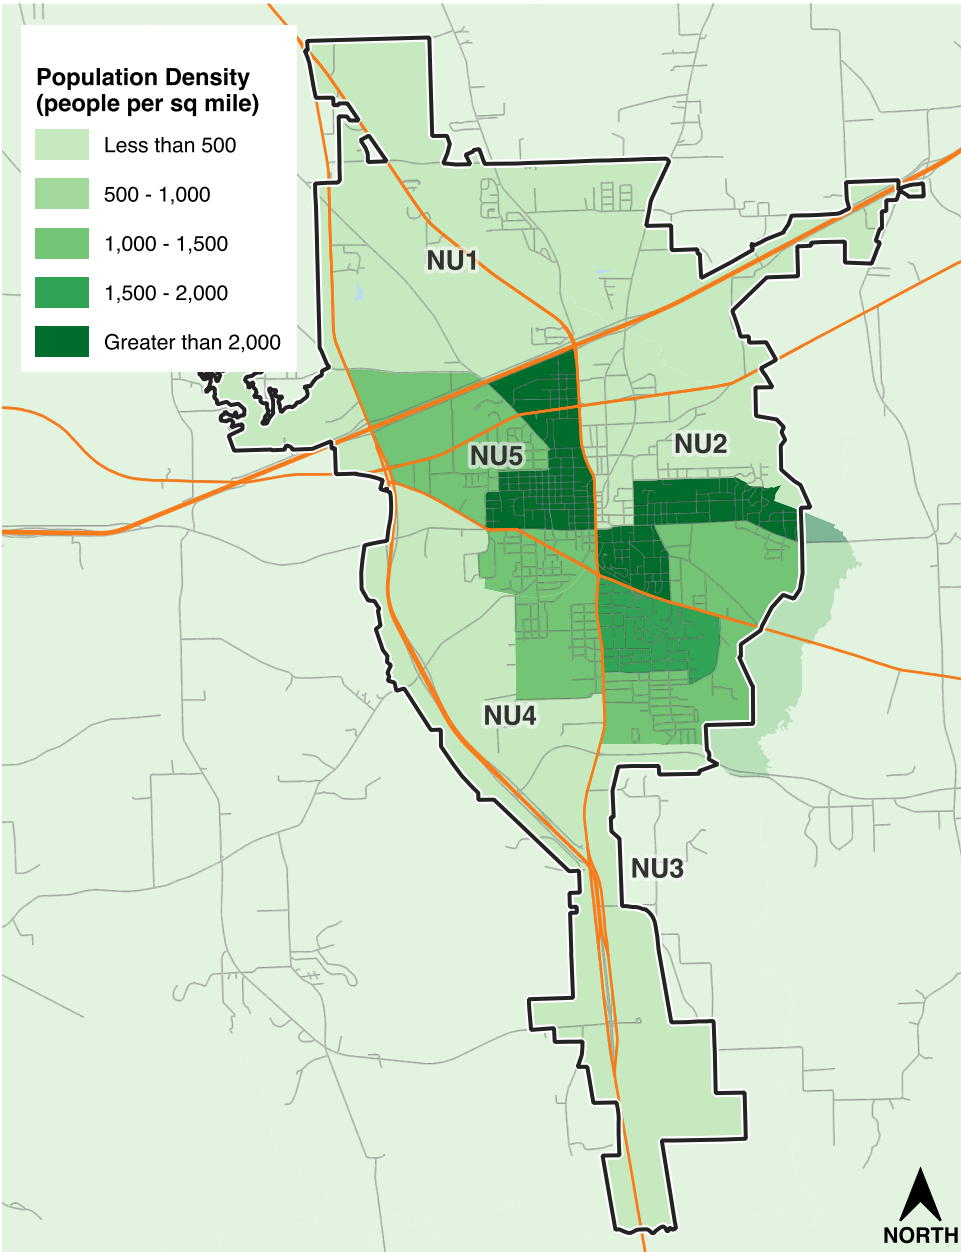 Population Density
(people per sq mile)
Less than 500
500 - 1,000
1,000 - 1,500
1,500 - 2,000
Greater than 2,000
NU1
NU2
NU5
NU4
NU3
NORTH